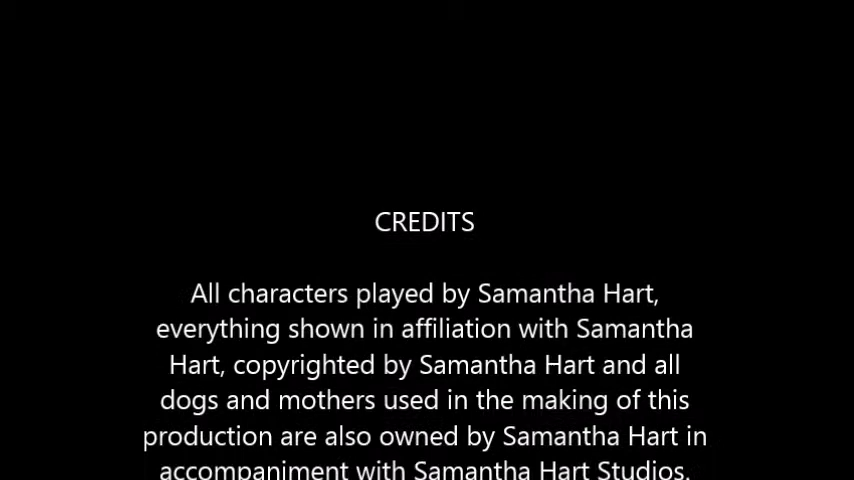 CREDITS
All characters played by Samantha Hart,
everything shown in affiliation with Samantha
Hart, copyrighted by Samantha Hart and all
dogs and mothers used in the making of this
production are also owned by Samantha Hart in
accompaniment with Samantha Hart Studios.